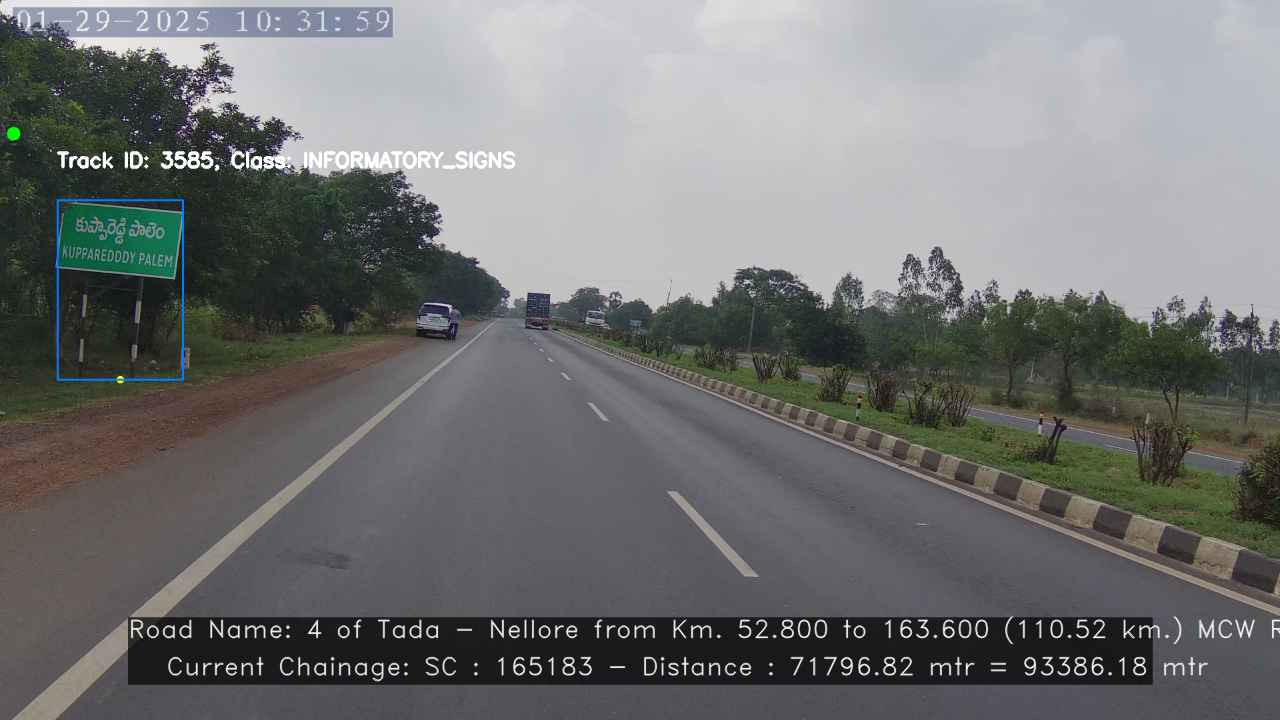 01-29-2025 10:31:59
Track ID: 3585, Class: INFORMATORY_SIGNS
కుప్పారెడ్డి పాలెం
KUPPAREDDDY PALEM
Road Name: 4 of Tada - Nellore from Km. 52.800 to 163.600 (110.52 km.) MCW R
Current Chainage: SC : 165183 - Distance : 71796.82 mtr = 93386.18 mtr